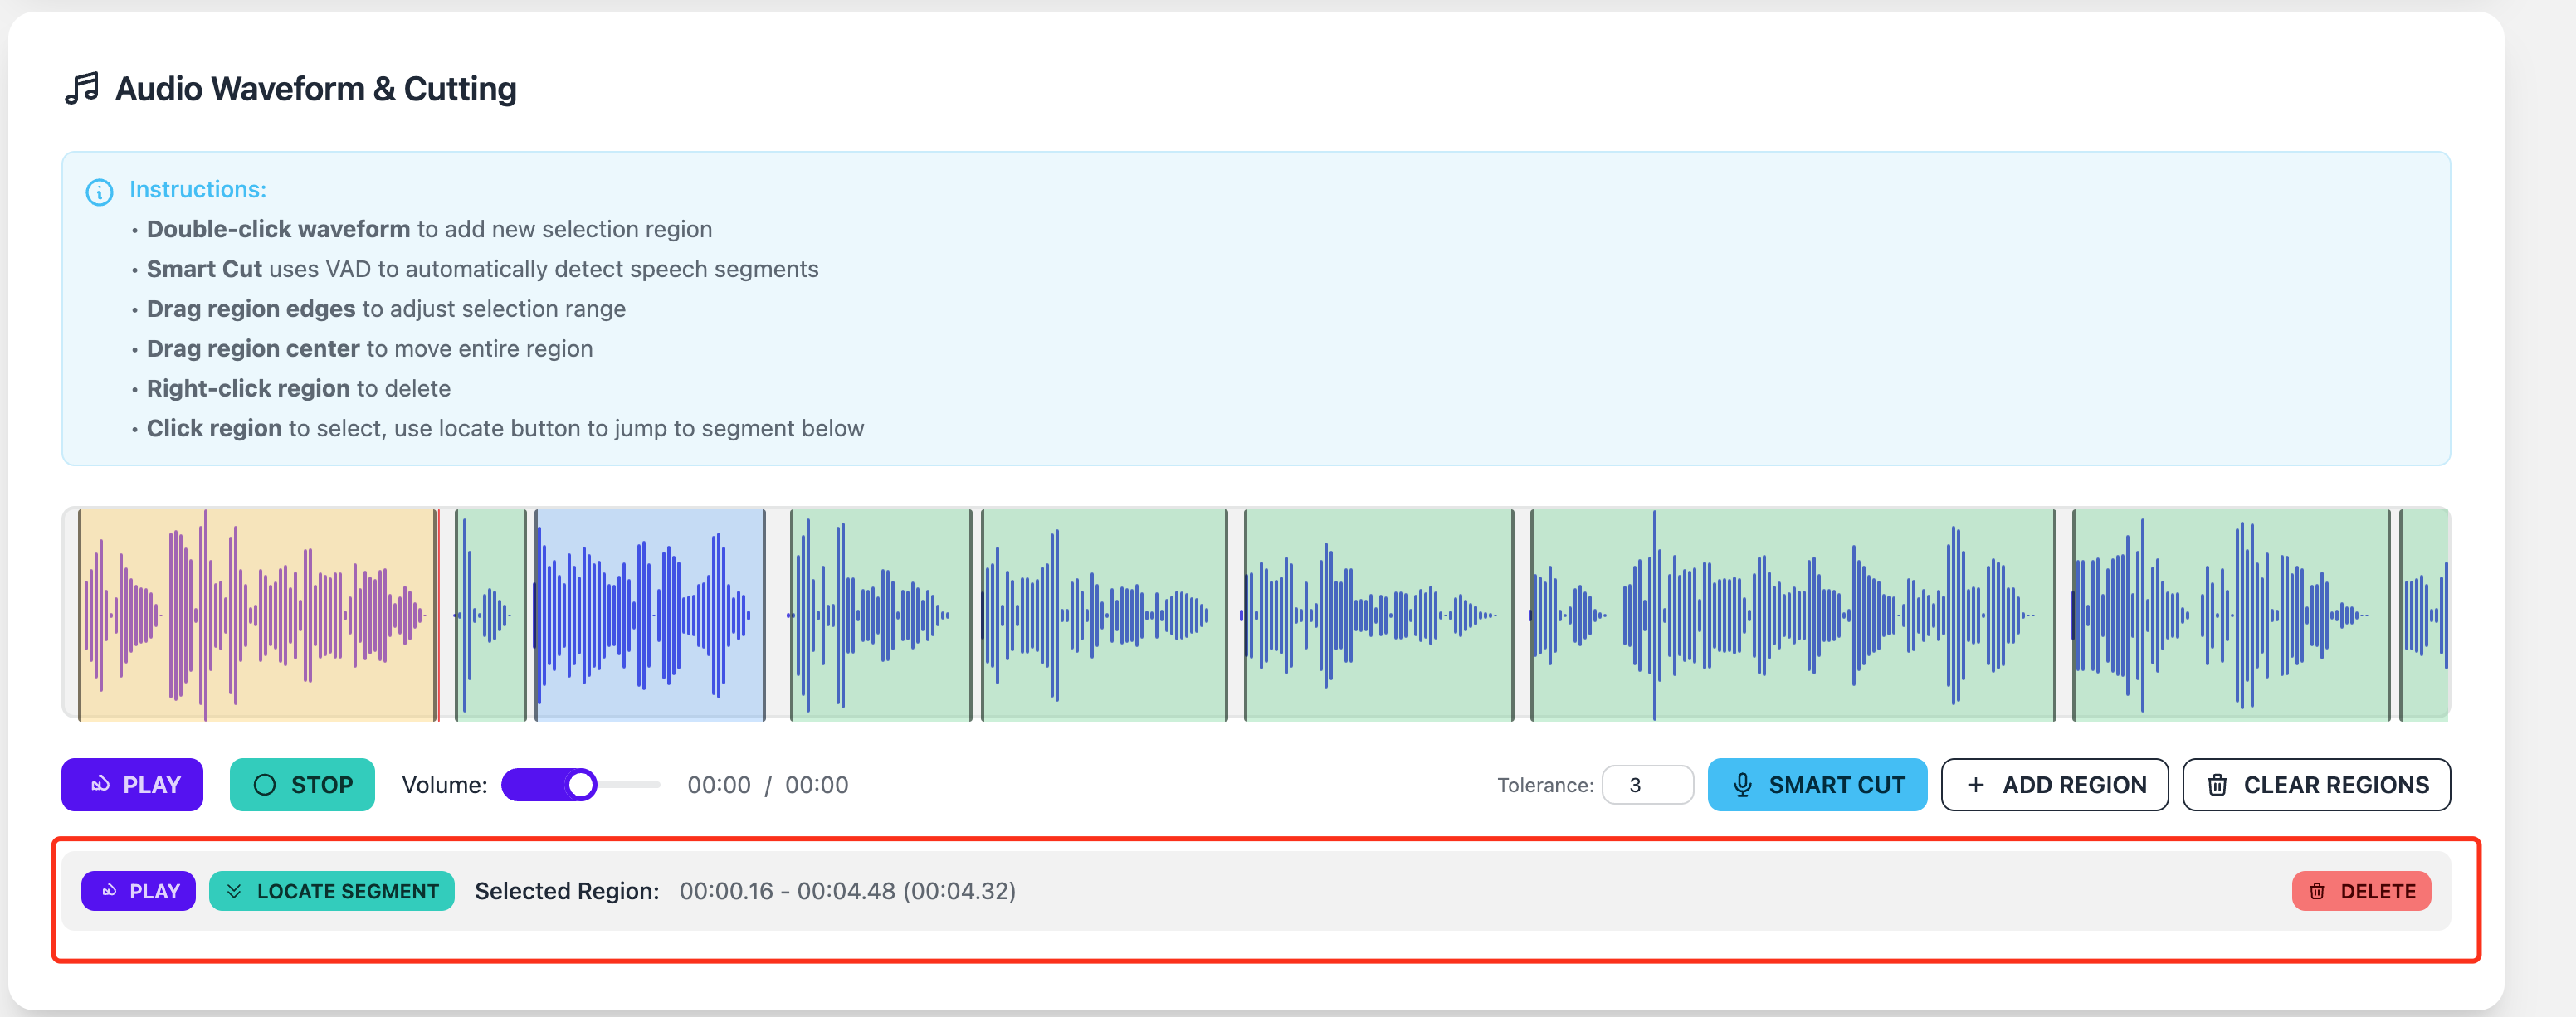 Audio Waveform & Cutting
Instructions:
• Double-click waveform to add new selection region
• Smart Cut uses VAD to automatically detect speech segments
• Drag region edges to adjust selection range
• Drag region center to move entire region
• Right-click region to delete
• Click region to select, use locate button to jump to segment below
PLAY STOP Volume: 00:00 / 00:00 Tolerance: 3 SMART CUT + ADD REGION CLEAR REGIONS
PLAY LOCATE SEGMENT Selected Region: 00:00.16 - 00:04.48 (00:04.32) DELETE